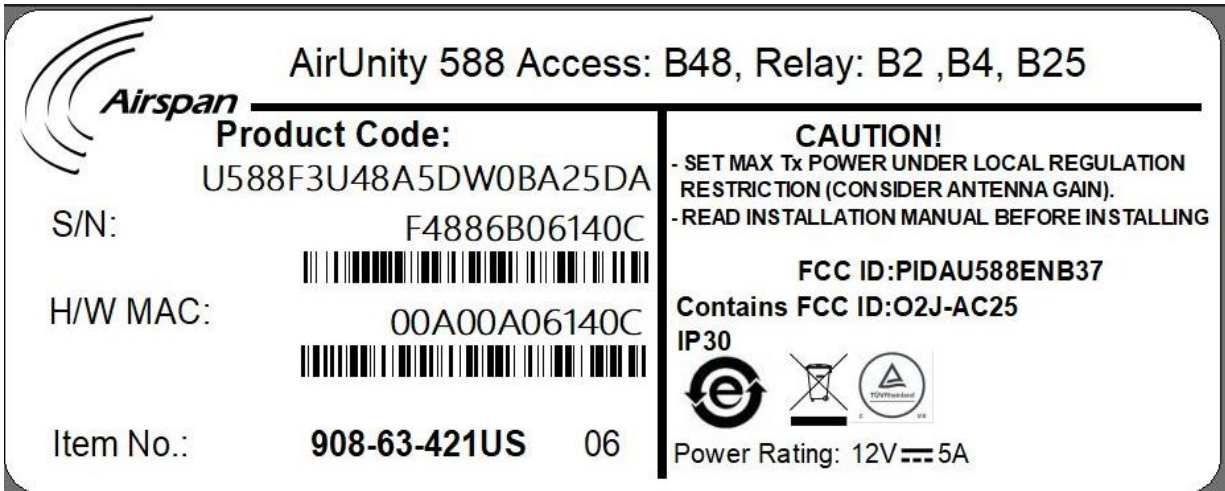 Airspan
AirUnity 588 Access: B48, Relay: B2 ,B4, B25
Product Code:
U588F3U48A5DW0BA25DA
S/N:
F4886B06140C
H/W MAC:
00A00A06140C
Item No.: 908-63-421US 06
CAUTION!
- SET MAX Tx POWER UNDER LOCAL REGULATION
RESTRICTION (CONSIDER ANTENNA GAIN).
- READ INSTALLATION MANUAL BEFORE INSTALLING
FCC ID:PIDAU588ENB37
Contains FCC ID:O2J-AC25
IP30
e
TÜVRheinland
C US
Power Rating: 12V 5A